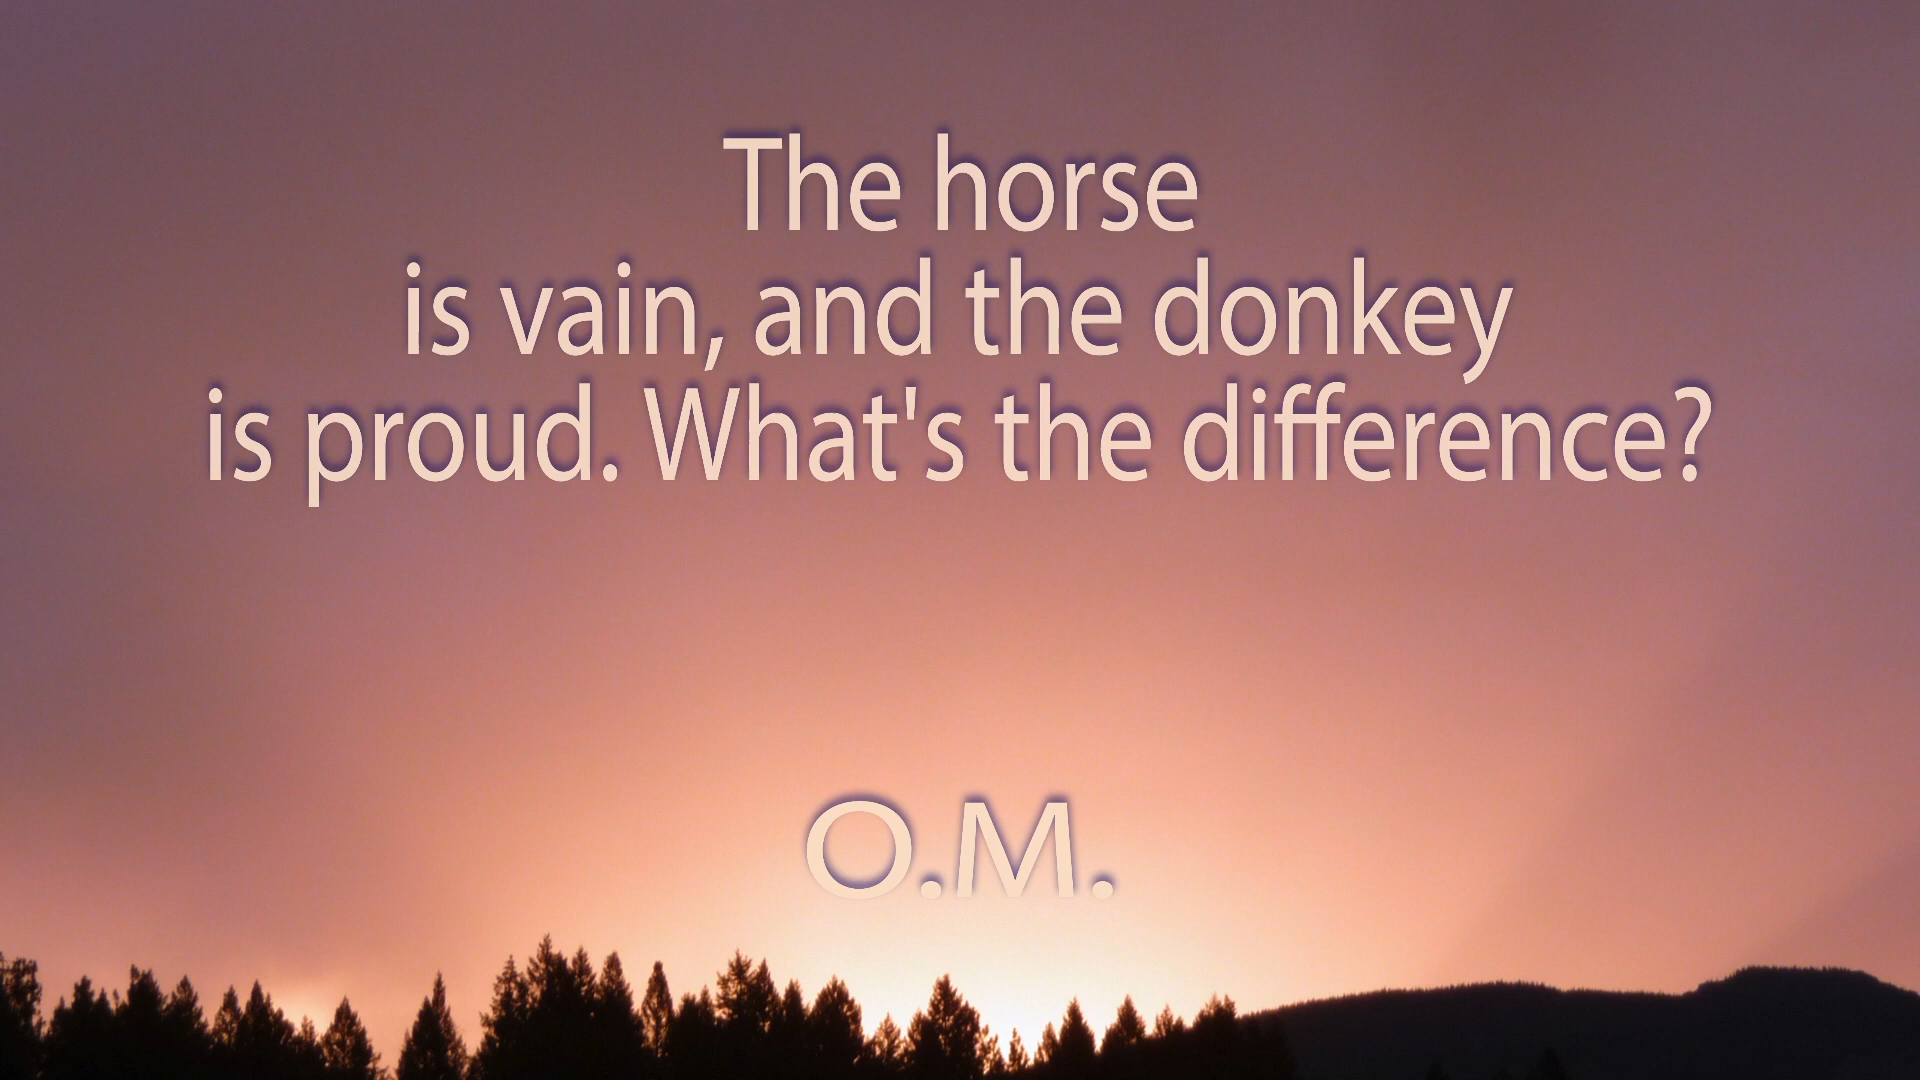 The horse
is vain, and the donkey
is proud. What's the difference?
O.M.